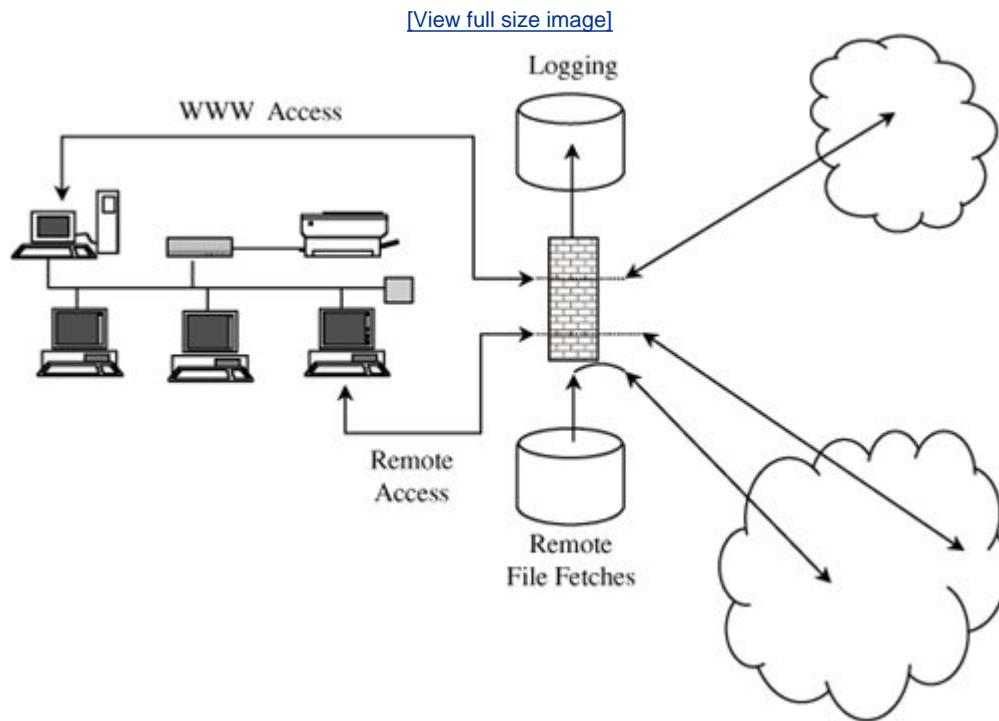 [View full size image]
Logging
WWW Access
Remote
Access
Remote
File Fetches